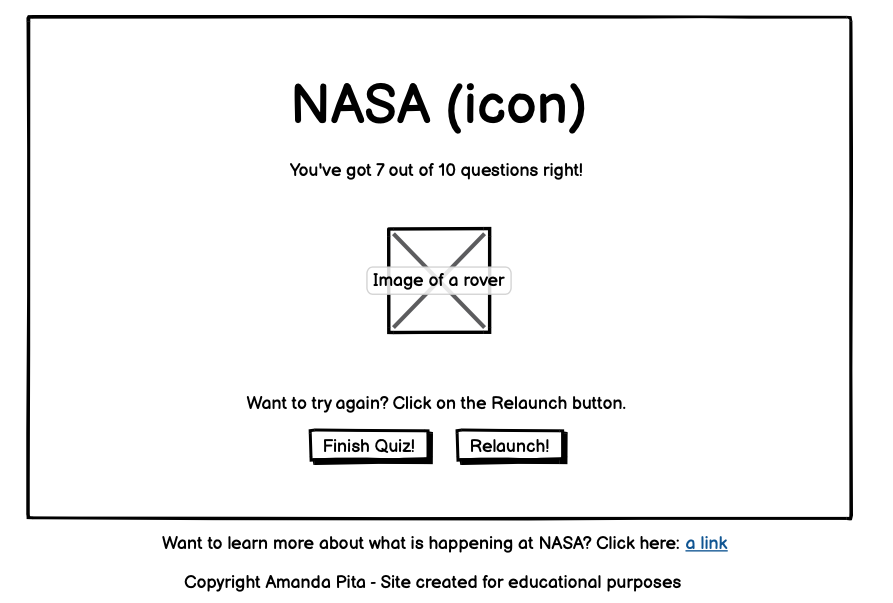 NASA (icon)
You've got 7 out of 10 questions right!
Image of a rover
Want to try again? Click on the Relaunch button.
Finish Quiz!
Relaunch!
Want to learn more about what is happening at NASA? Click here: a link
Copyright Amanda Pita - Site created for educational purposes